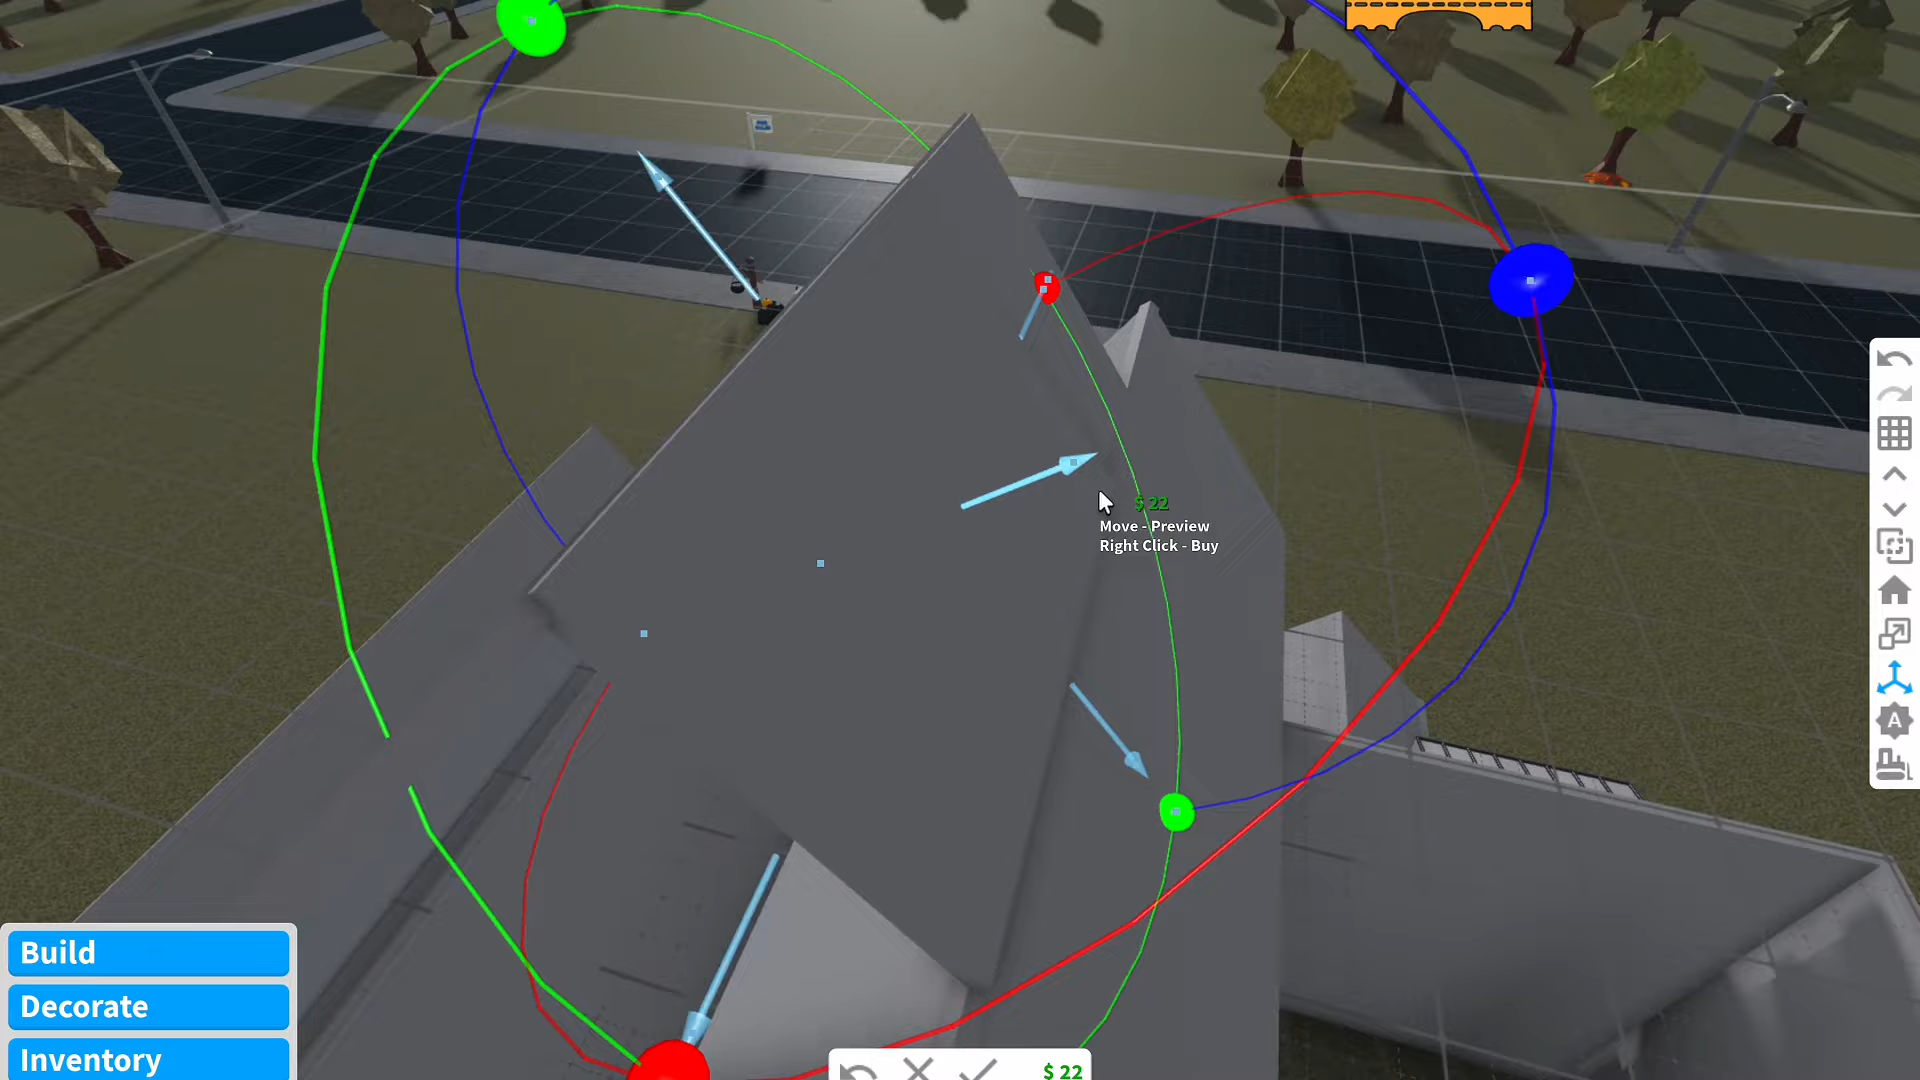 $ 22
Move - Preview
Right Click - Buy
A
Build
Decorate
Inventory
$ 22